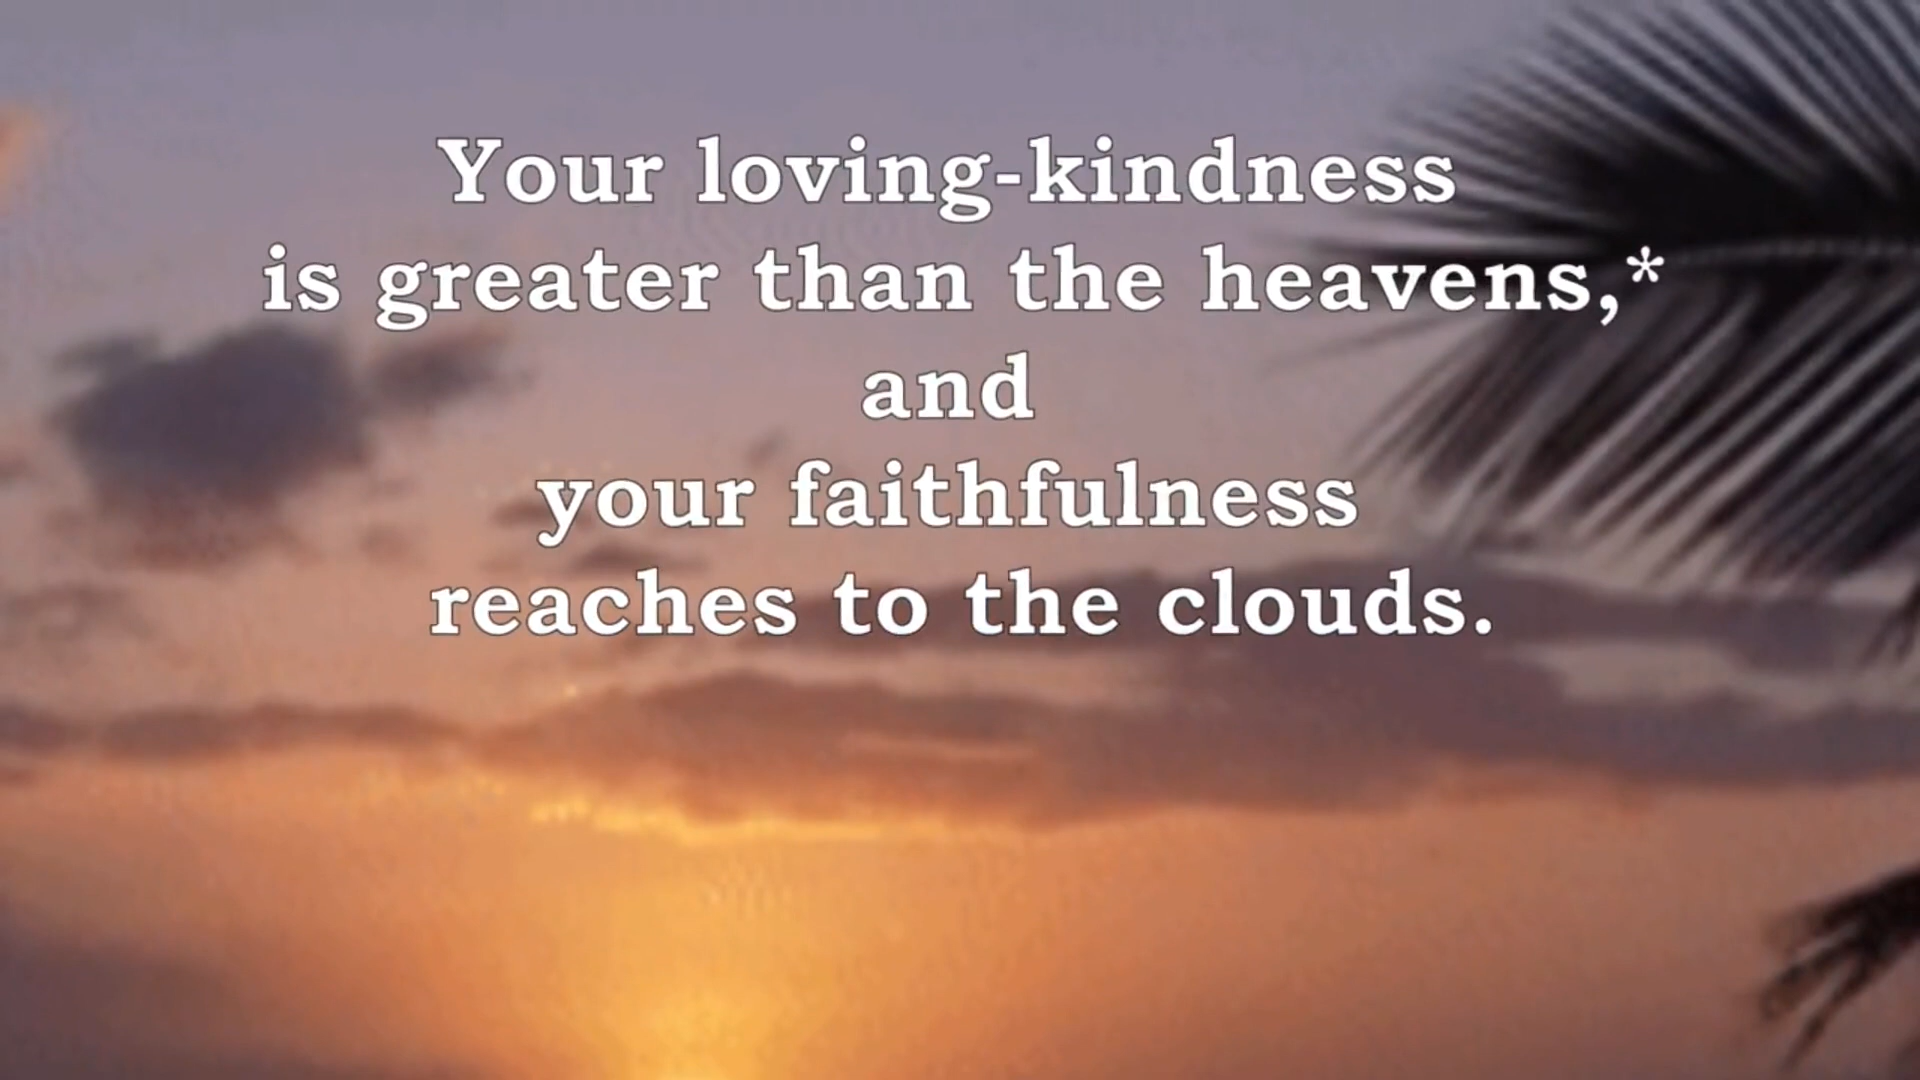 Your loving-kindness
is greater than the heavens,*
and
your faithfulness
reaches to the clouds.